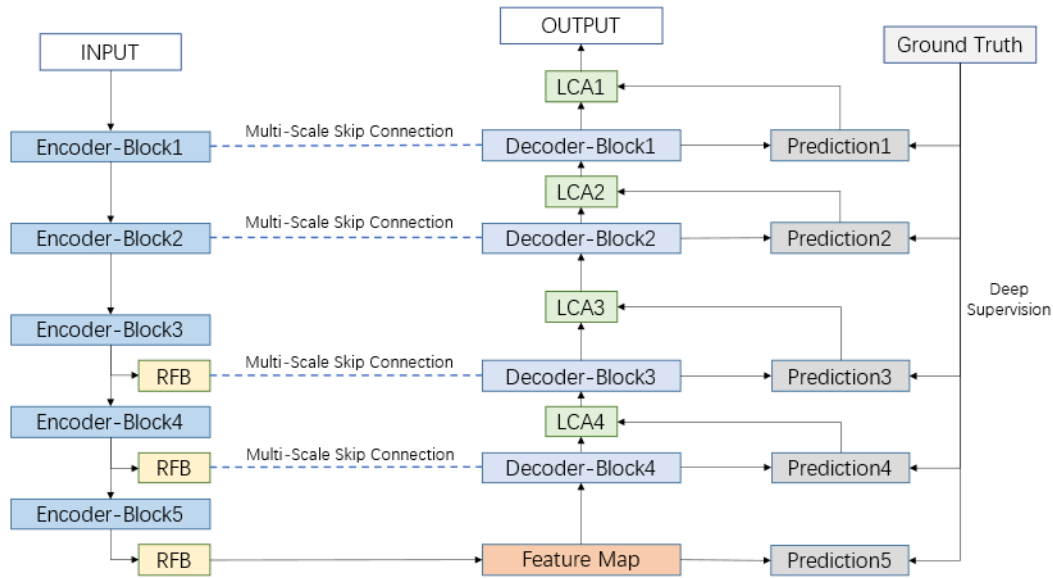 OUTPUT
INPUT
Ground Truth
LCA1
Multi-Scale Skip Connection
Encoder-Block1
Decoder-Block1
Prediction1
LCA2
Multi-Scale Skip Connection
Encoder-Block2
Decoder-Block2
Prediction2
Deep
Supervision
LCA3
Encoder-Block3
Multi-Scale Skip Connection
RFB
Decoder-Block3
Prediction3
Encoder-Block4
LCA4
Multi-Scale Skip Connection
RFB
Decoder-Block4
Prediction4
Encoder-Block5
RFB
Feature Map
Prediction5